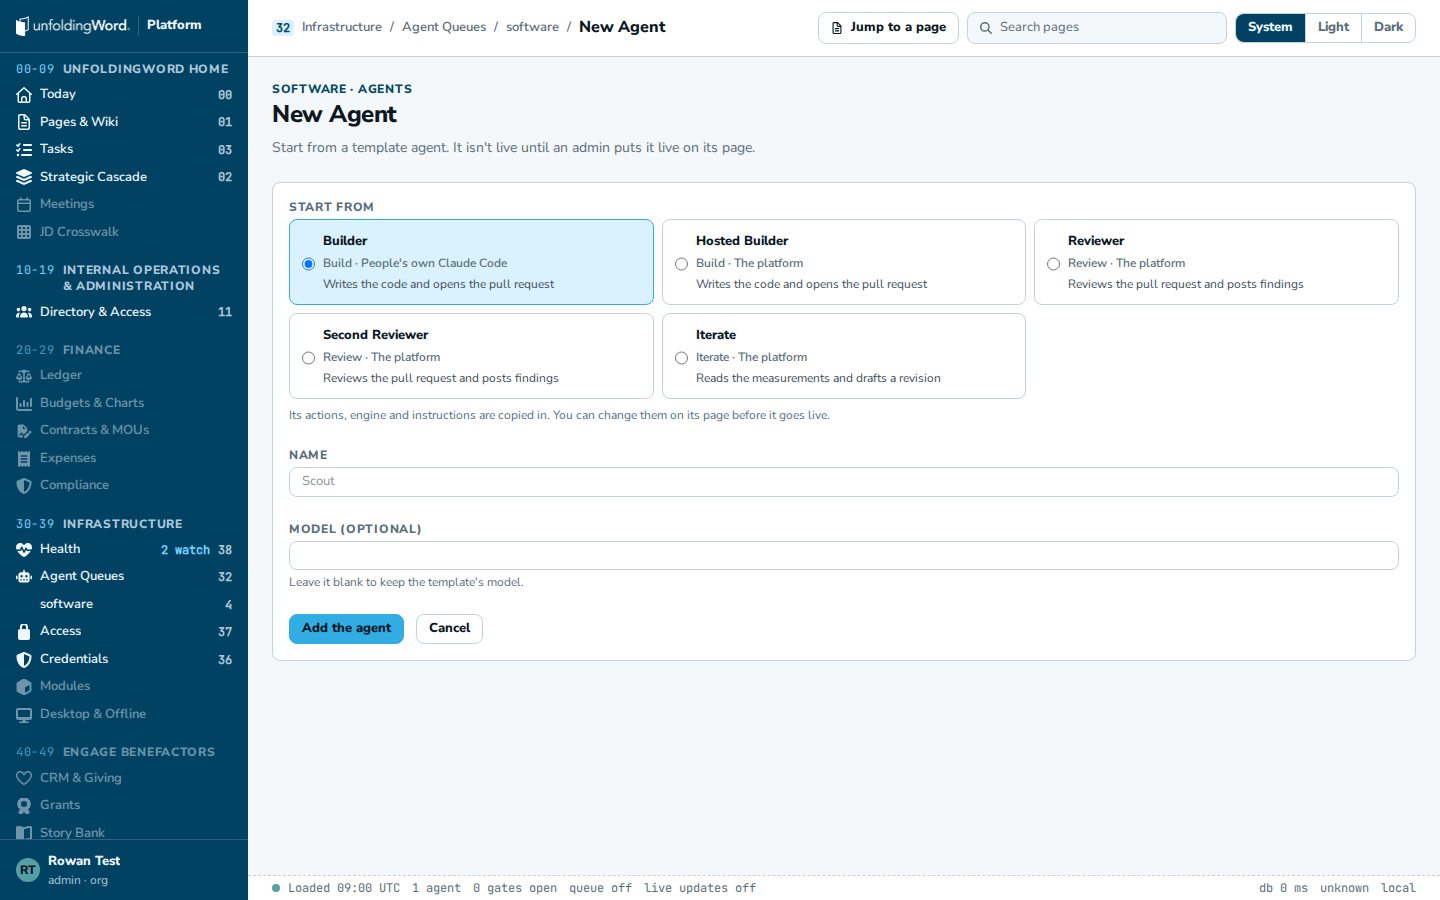 unfoldingWord. Platform
00-09 UNFOLDINGWORD HOME
Today 00
Pages & Wiki 01
Tasks 03
Strategic Cascade 02
Meetings
JD Crosswalk
10-19 INTERNAL OPERATIONS
& ADMINISTRATION
Directory & Access 11
20-29 FINANCE
Ledger
Budgets & Charts
Contracts & MOUs
Expenses
Compliance
30-39 INFRASTRUCTURE
Health 2 watch 38
Agent Queues 32
software 4
Access 37
Credentials 36
Modules
Desktop & Offline
40-49 ENGAGE BENEFACTORS
CRM & Giving
Grants
Story Bank
RT Rowan Test
admin · org
32 Infrastructure / Agent Queues / software / New Agent
Jump to a page
Search pages
System Light Dark
SOFTWARE · AGENTS
New Agent
Start from a template agent. It isn't live until an admin puts it live on its page.
START FROM
Builder
Build · People's own Claude Code
Writes the code and opens the pull request
Hosted Builder
Build · The platform
Writes the code and opens the pull request
Reviewer
Review · The platform
Reviews the pull request and posts findings
Second Reviewer
Review · The platform
Reviews the pull request and posts findings
Iterate
Iterate · The platform
Reads the measurements and drafts a revision
Its actions, engine and instructions are copied in. You can change them on its page before it goes live.
NAME
Scout
MODEL (OPTIONAL)
Leave it blank to keep the template's model.
Add the agent Cancel
Loaded 09:00 UTC 1 agent 0 gates open queue off live updates off db 0 ms unknown local